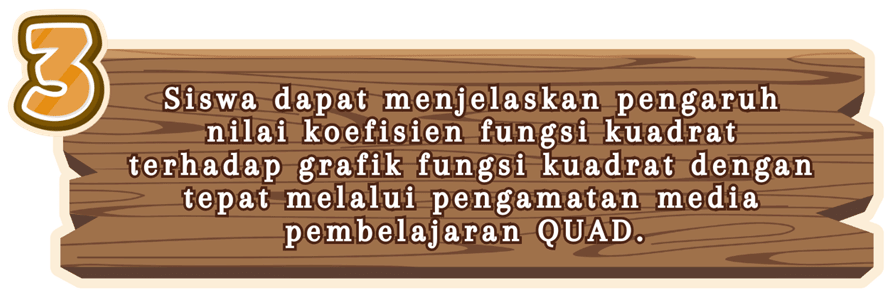 3
Siswa dapat menjelaskan pengaruh
nilai koefisien fungsi kuadrat
terhadap grafik fungsi kuadrat dengan
tepat melalui pengamatan media
pembelajaran QUAD.